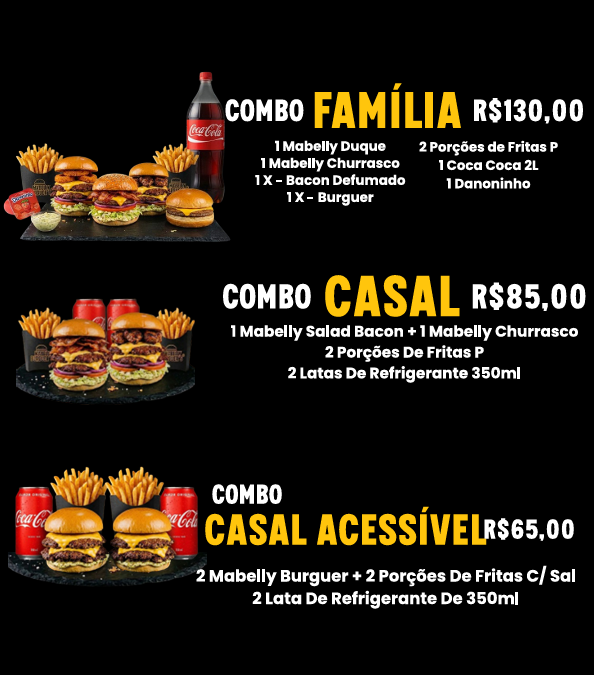 COMBO FAMÍLIA R$130,00
1 Mabelly Duque
1 Mabelly Churrasco
1 X - Bacon Defumado
1 X - Burguer
2 Porções de Fritas P
1 Coca Coca 2L
1 Danoninho
Coca-Cola
COMBO CASAL R$85,00
1 Mabelly Salad Bacon + 1 Mabelly Churrasco
2 Porções De Fritas P
2 Latas De Refrigerante 350ml
COMBO
CASAL ACESSÍVEL R$65,00
2 Mabelly Burguer + 2 Porções De Fritas C/ Sal
2 Lata De Refrigerante De 350ml